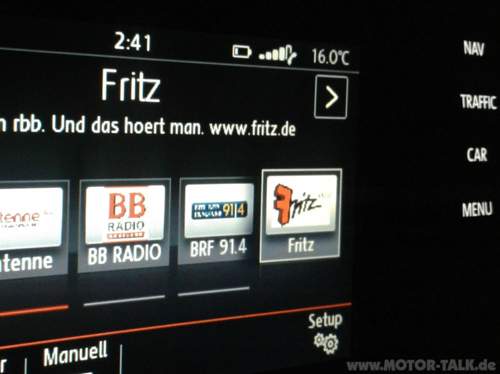 2:41
16.0°C
NAV
Fritz
TRAFFIC
n rbb. Und das hoert man. www.fritz.de
CAR
MENU
BB
RADIO
91|4
Fritz
ntenne
BB RADIO
BRF 91.4
Fritz
Setup
Manuell
www.MOTOR-TALK.de